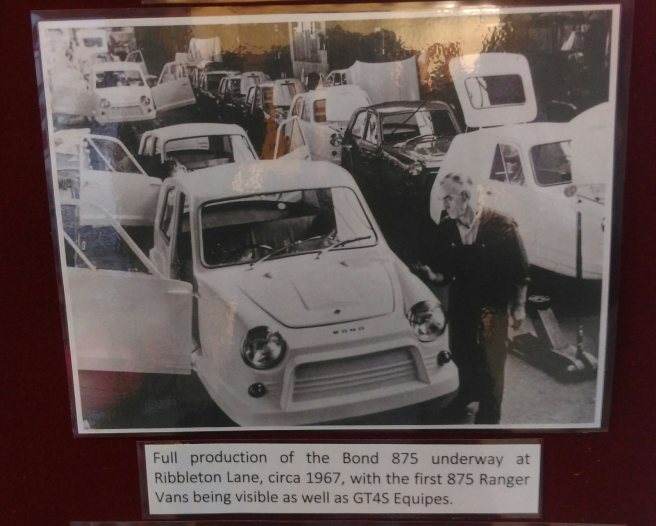 BOND
Full production of the Bond 875 underway at
Ribbleton Lane, circa 1967, with the first 875 Ranger
Vans being visible as well as GT4S Equipes.